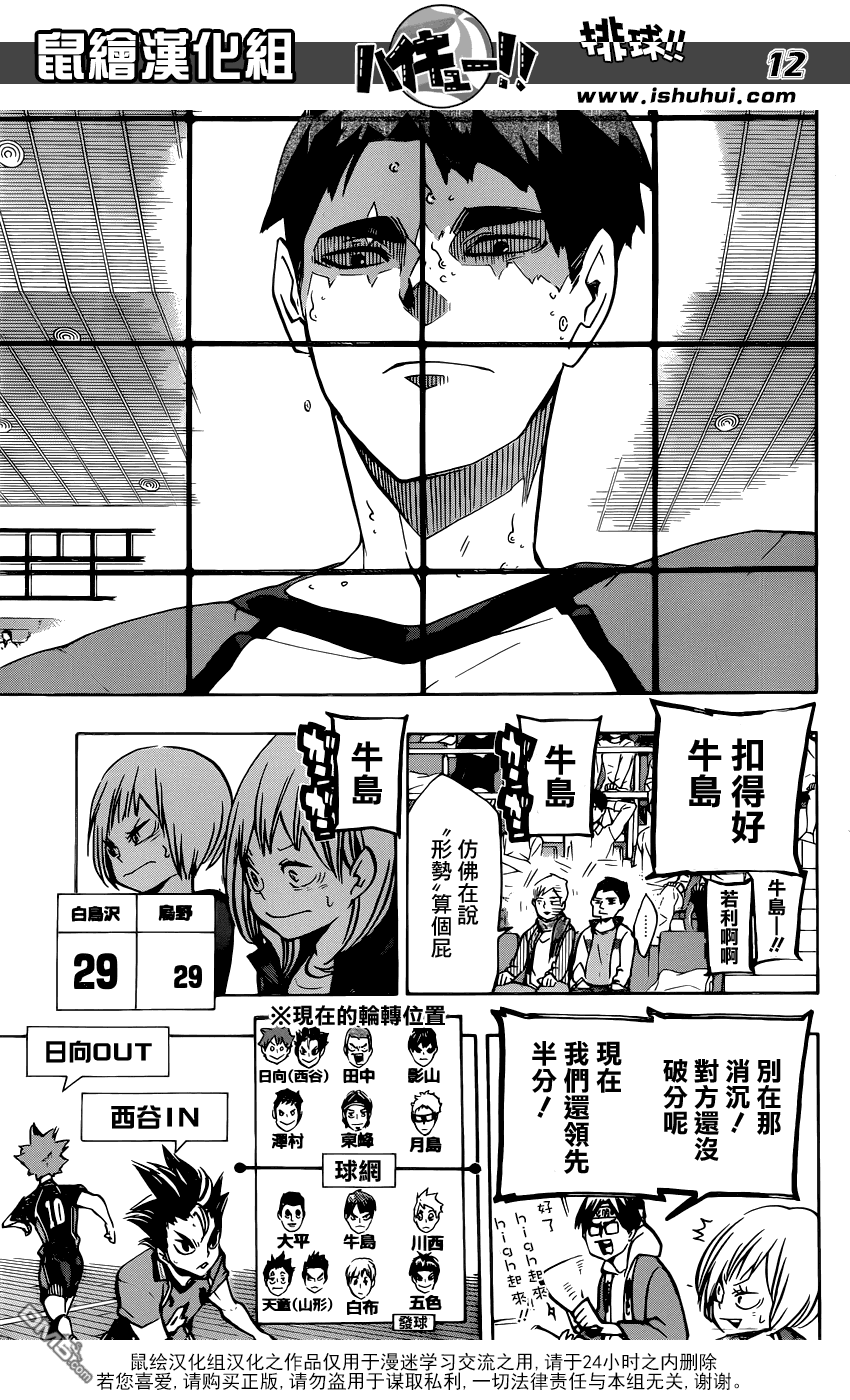 鼠繪漢化組
ハイキュー!!
排球!!
12
www.ishuhui.com
扣得好
牛島
牛島
牛島
牛島—!!
若利啊啊
……
仿佛在說
〝形勢〞算個屁
白鳥沢
烏野
29
29
別在那
消沉!
對方還沒
破分呢
現在
我們還領先
半分!
好了
high起來
high起來!!
※現在的輪轉位置
日向(西谷)
田中
影山
澤村
東峰
月島
球網
大平
牛島
川西
天童(山形)
白布
五色
發球
日向OUT
西谷IN
10
鼠绘汉化组汉化之作品仅用于漫迷学习交流之用,请于24小时之内删除
若您喜爱,请购买正版,请勿盗用于谋取私利,一切法律责任与本组无关,谢谢。